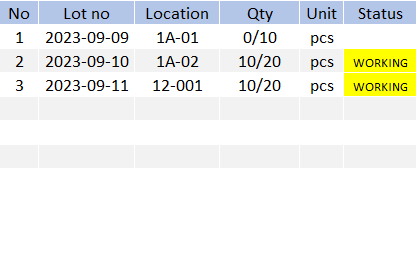 No Lot no Location Qty Unit Status
1 2023-09-09 1A-01 0/10 pcs
2 2023-09-10 1A-02 10/20 pcs WORKING
3 2023-09-11 12-001 10/20 pcs WORKING